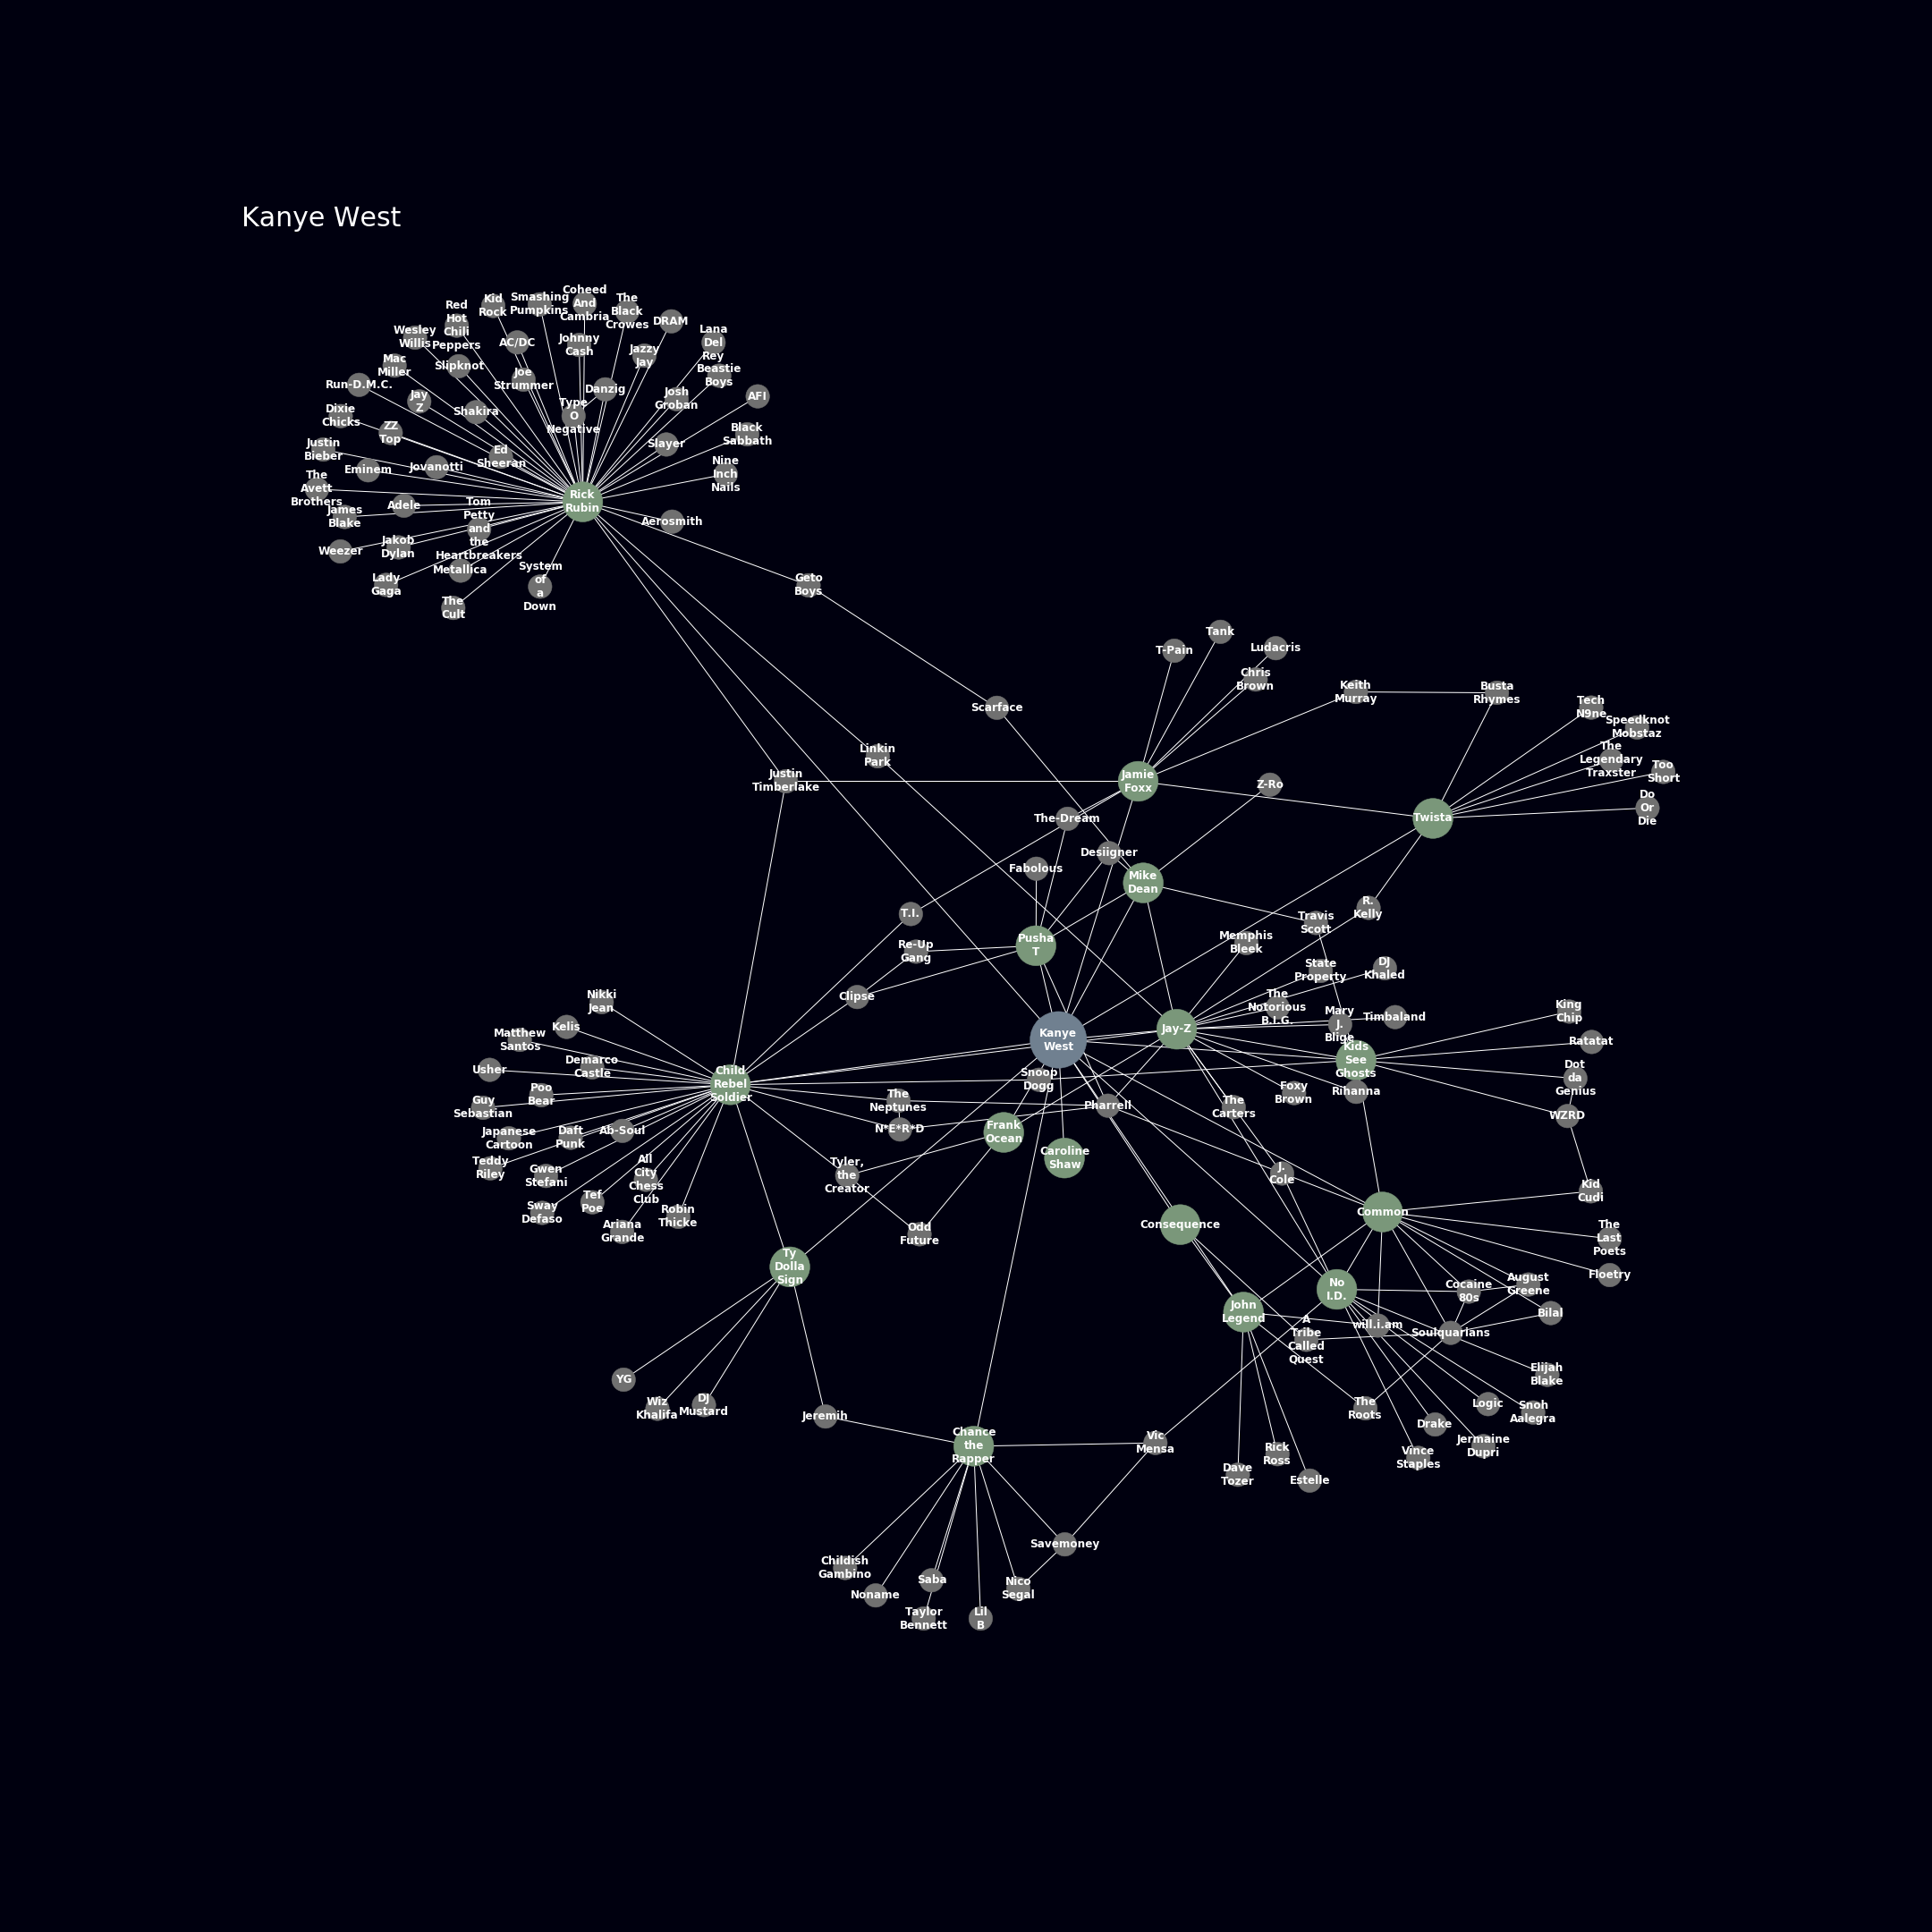 Kanye West
Coheed
And
Cambria
Smashing
Pumpkins
Kid
Rock
The
Black
Crowes
Red
Hot
Chili
Peppers
DRAM
Wesley
Willis
AC/DC
Johnny
Cash
Lana
Del
Rey
Jazzy
Jay
Mac
Miller
Slipknot
Joe
Strummer
Beastie
Boys
Run-D.M.C.
Jay
Z
Danzig
Josh
Groban
AFI
Dixie
Chicks
Shakira
Type
O
Negative
ZZ
Top
Black
Sabbath
Justin
Bieber
Slayer
Ed
Sheeran
Eminem
Jovanotti
Nine
Inch
Nails
The
Avett
Brothers
Rick
Rubin
Adele
James
Blake
Tom
Petty
and
the
Heartbreakers
Aerosmith
Weezer
Jakob
Dylan
Metallica
Lady
Gaga
System
of
a
Down
The
Cult
Geto
Boys
T-Pain
Tank
Ludacris
Chris
Brown
Keith
Murray
Busta
Rhymes
Scarface
Tech
N9ne
Speedknot
Mobstaz
Linkin
Park
The
Legendary
Traxster
Too
Short
Justin
Timberlake
Jamie
Foxx
Z-Ro
Do
Or
Die
The-Dream
Twista
Desiigner
Fabolous
Mike
Dean
T.I.
R.
Kelly
Travis
Scott
Re-Up
Gang
Pusha
T
Memphis
Bleek
State
Property
DJ
Khaled
Clipse
Nikki
Jean
The
Notorious
B.I.G.
Mary
J.
Blige
Timbaland
King
Chip
Kelis
Matthew
Santos
Kanye
West
Jay-Z
Ratatat
Kids
See
Ghosts
Usher
Demarco
Castle
Child
Rebel
Soldier
Snoop
Dogg
Dot
da
Genius
Poo
Bear
Guy
Sebastian
The
Neptunes
Pharrell
The
Carters
Foxy
Brown
Rihanna
WZRD
Japanese
Cartoon
Daft
Punk
Ab-Soul
N*E*R*D
Frank
Ocean
Caroline
Shaw
Teddy
Riley
Gwen
Stefani
All
City
Chess
Club
Tyler,
the
Creator
J.
Cole
Kid
Cudi
Sway
Defaso
Tef
Poe
Robin
Thicke
Ariana
Grande
Odd
Future
Consequence
Common
The
Last
Poets
Ty
Dolla
Sign
Floetry
No
I.D.
Cocaine
80s
August
Greene
John
Legend
Bilal
A
Tribe
Called
Quest
will.i.am
Soulquarians
YG
Elijah
Blake
Wiz
Khalifa
DJ
Mustard
Jeremih
The
Roots
Logic
Snoh
Aalegra
Drake
Chance
the
Rapper
Vic
Mensa
Jermaine
Dupri
Rick
Ross
Vince
Staples
Dave
Tozer
Estelle
Savemoney
Childish
Gambino
Saba
Nico
Segal
Noname
Taylor
Bennett
Lil
B